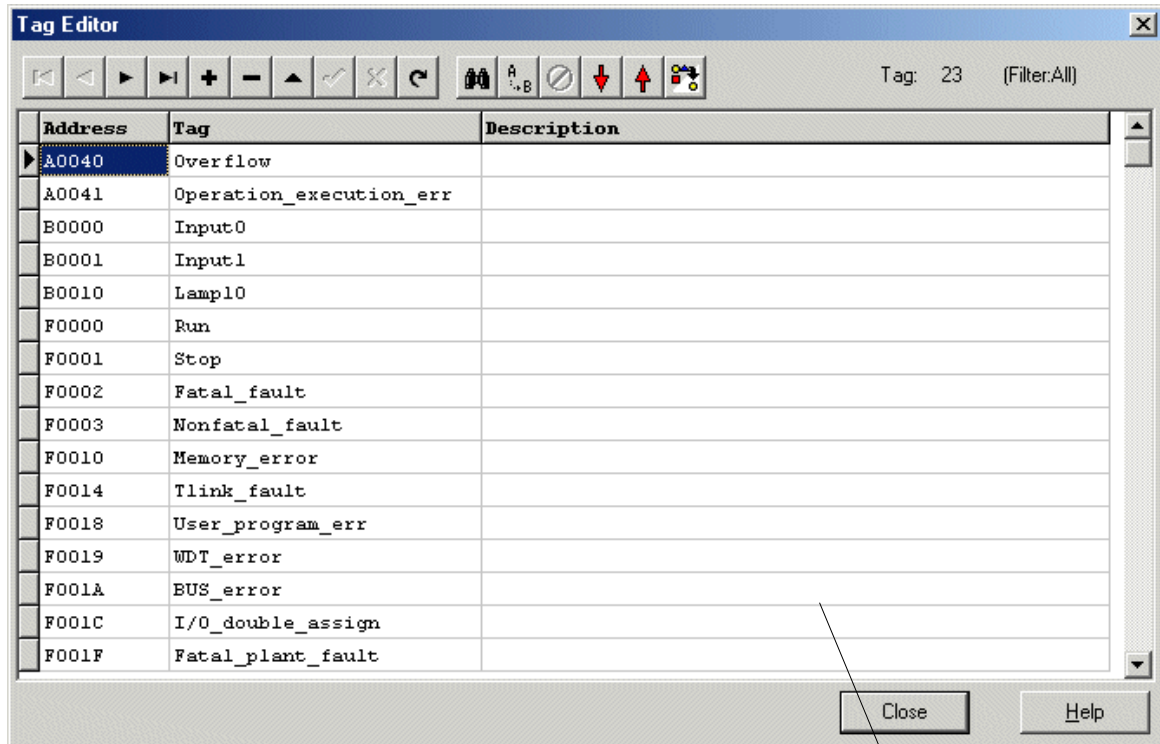 Tag Editor
Tag: 23 (Filter:All)
Address Tag Description
A0040 Overflow
A0041 Operation_execution_err
B0000 Input0
B0001 Input1
B0010 Lamp10
F0000 Run
F0001 Stop
F0002 Fatal_fault
F0003 Nonfatal_fault
F0010 Memory_error
F0014 Tlink_fault
F0018 User_program_err
F0019 WDT_error
F001A BUS_error
F001C I/O_double_assign
F001F Fatal_plant_fault
Close Help